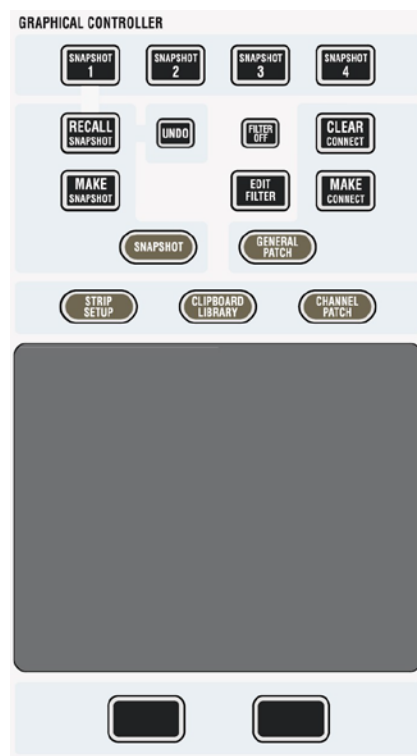 GRAPHICAL CONTROLLER
SNAPSHOT
1
SNAPSHOT
2
SNAPSHOT
3
SNAPSHOT
4
RECALL
SNAPSHOT
UNDO
FILTER
OFF
CLEAR
CONNECT
MAKE
SNAPSHOT
EDIT
FILTER
MAKE
CONNECT
SNAPSHOT
GENERAL
PATCH
STRIP
SETUP
CLIPBOARD
LIBRARY
CHANNEL
PATCH